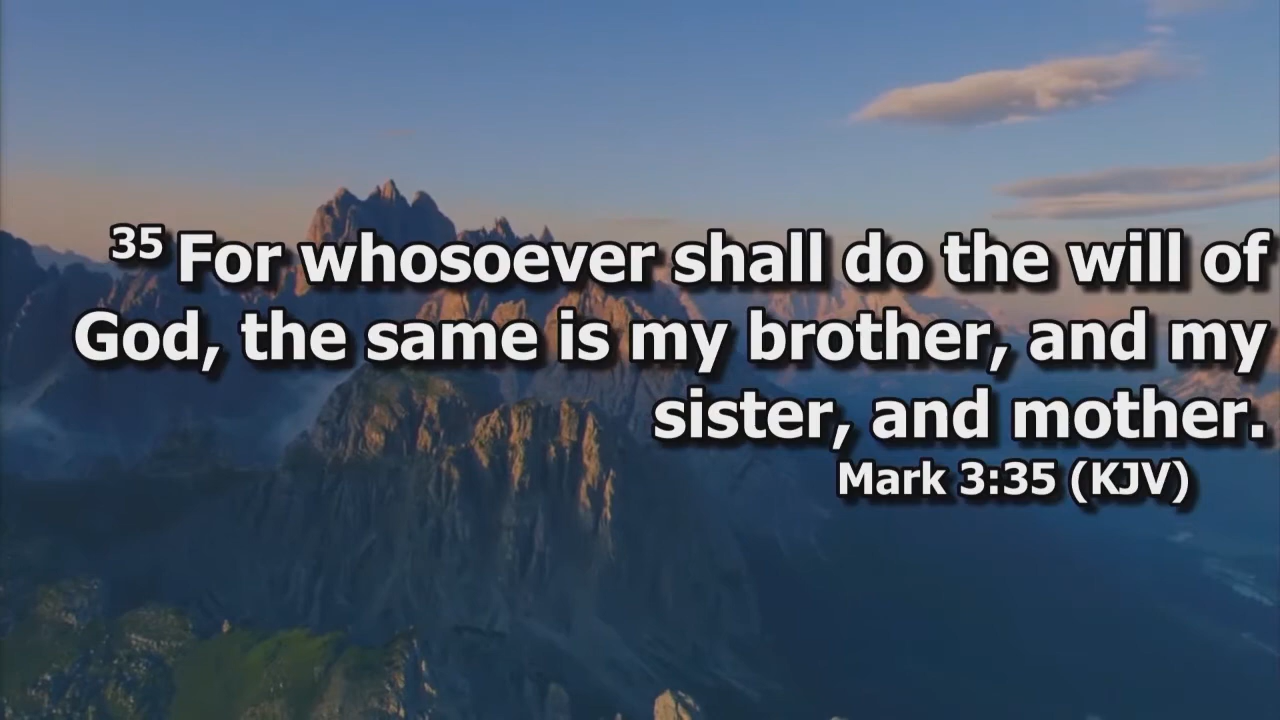 35 For whosoever shall do the will of
God, the same is my brother, and my
sister, and mother.
Mark 3:35 (KJV)